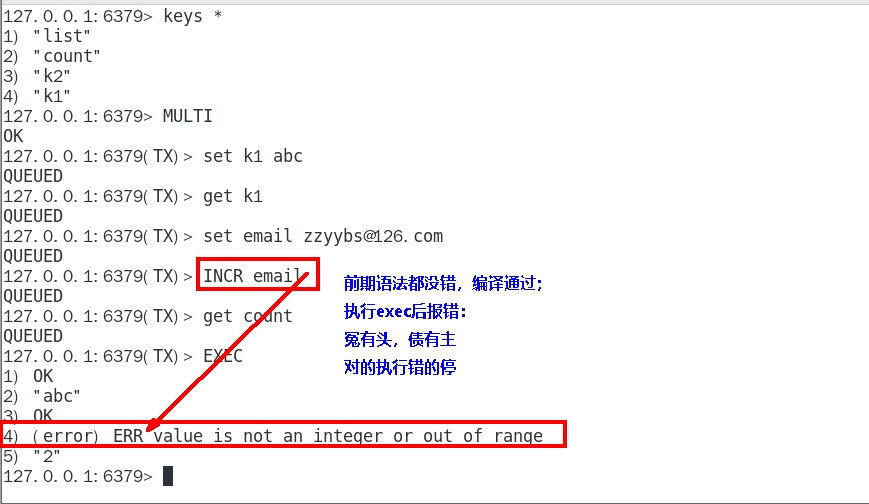 127.0.0.1:6379> keys *
1) "list"
2) "count"
3) "k2"
4) "k1"
127.0.0.1:6379> MULTI
OK
127.0.0.1:6379(TX)> set k1 abc
QUEUED
127.0.0.1:6379(TX)> get k1
QUEUED
127.0.0.1:6379(TX)> set email zzyybs@126.com
QUEUED
127.0.0.1:6379(TX)> INCR email
QUEUED
127.0.0.1:6379(TX)> get count
QUEUED
127.0.0.1:6379(TX)> EXEC
1) OK
2) "abc"
3) OK
4) (error) ERR value is not an integer or out of range
5) "2"
127.0.0.1:6379>
前期语法都没错，编译通过；
执行exec后报错：
冤有头，债有主
对的执行错的停